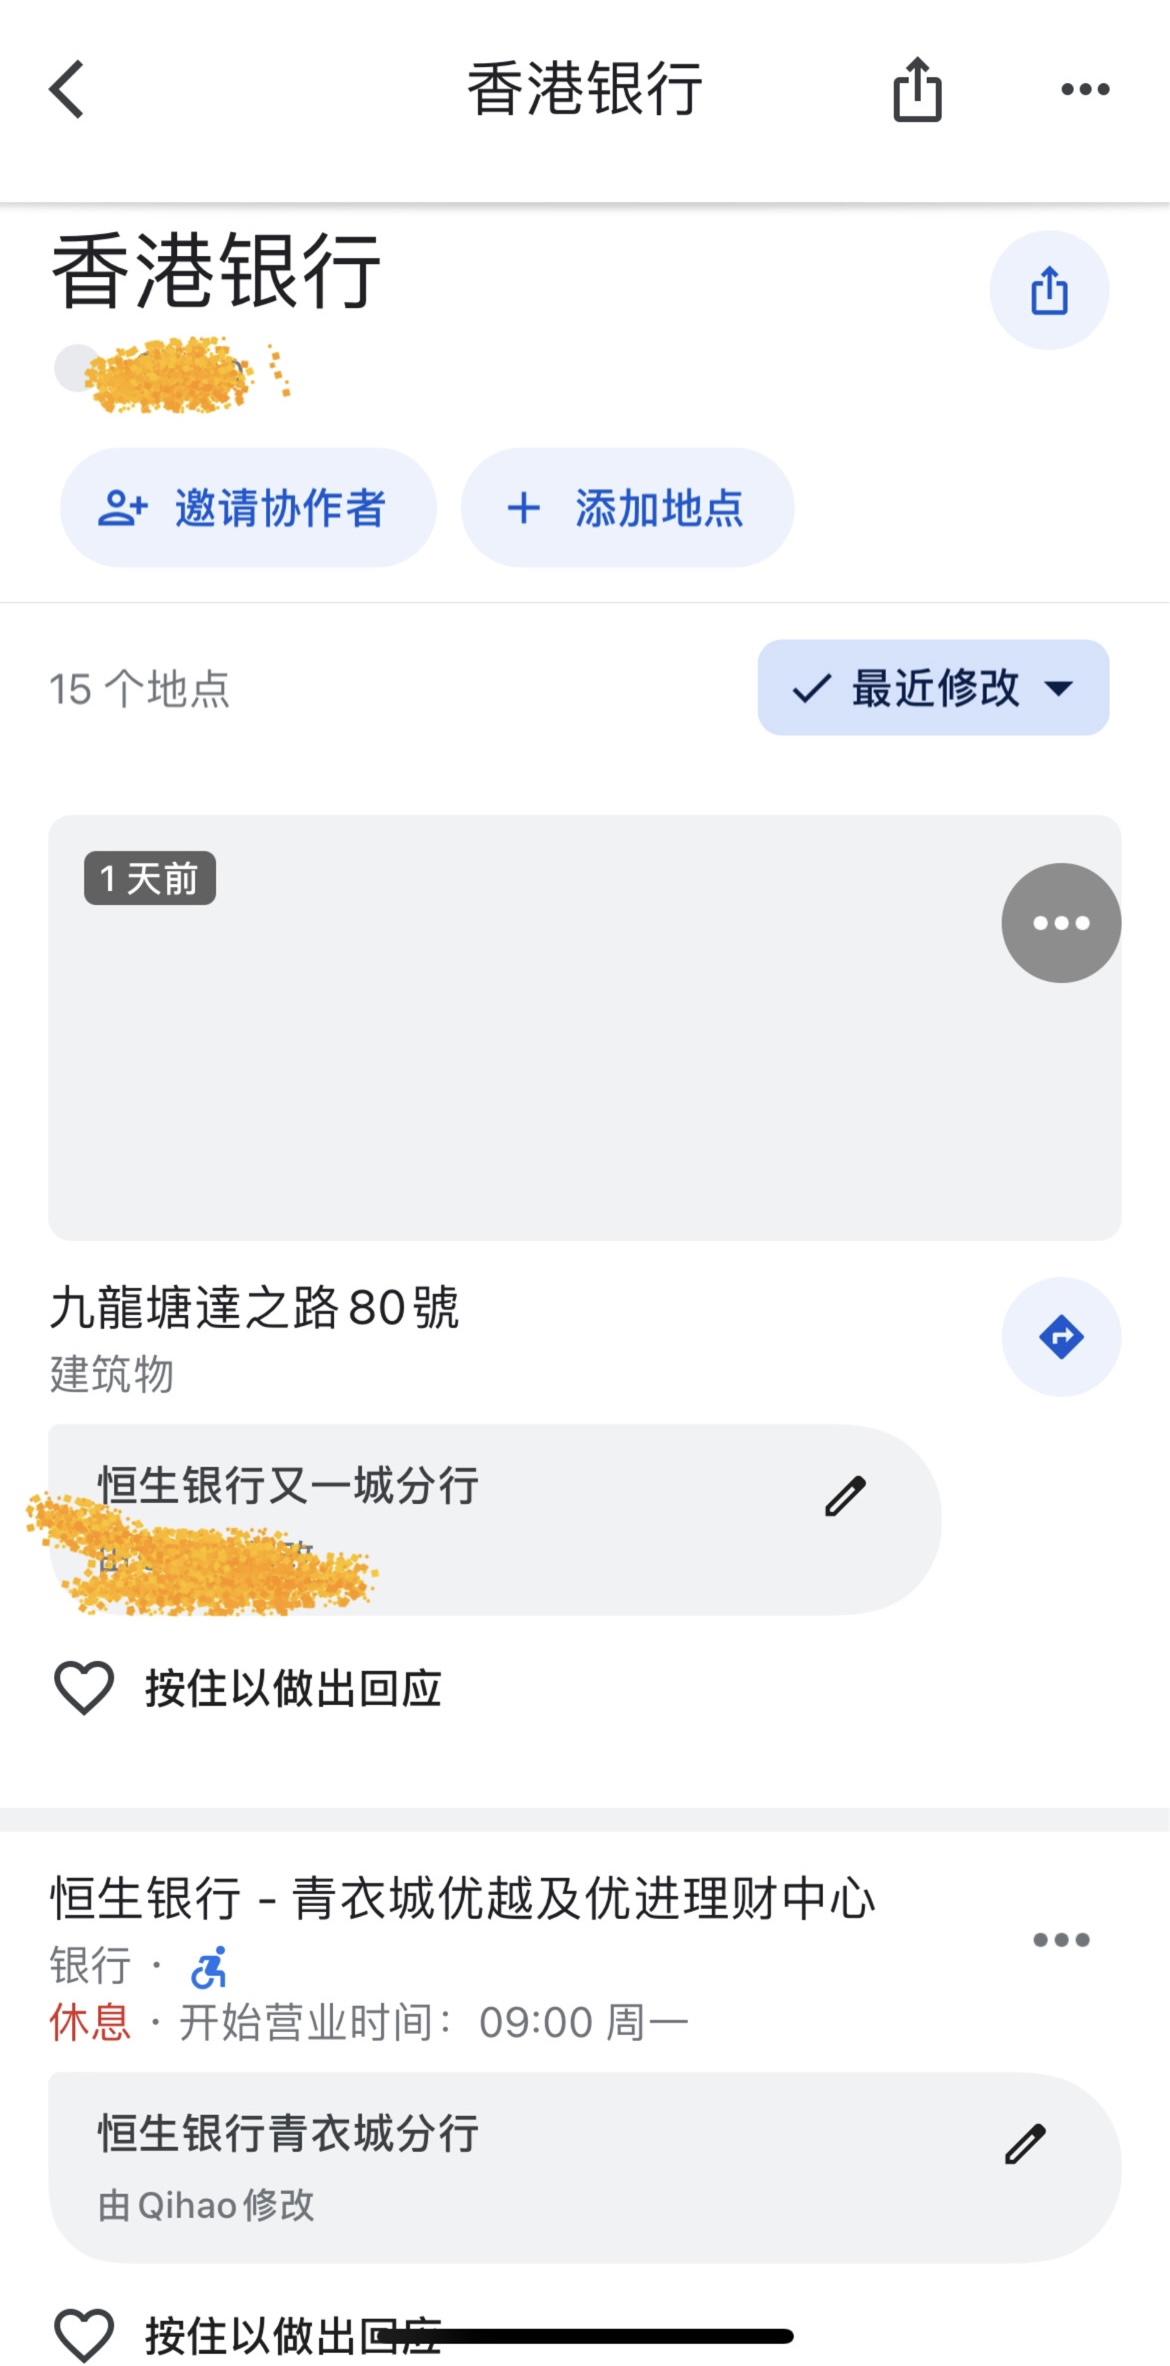 香港银行
香港银行
邀请协作者
添加地点
15 个地点
最近修改
1 天前
九龍塘達之路80號
建筑物
恒生银行又一城分行
按住以做出回应
恒生银行 - 青衣城优越及优进理财中心
银行 ·
休息 · 开始营业时间：09:00 周一
恒生银行青衣城分行
由 Qihao 修改
按住以做出回应